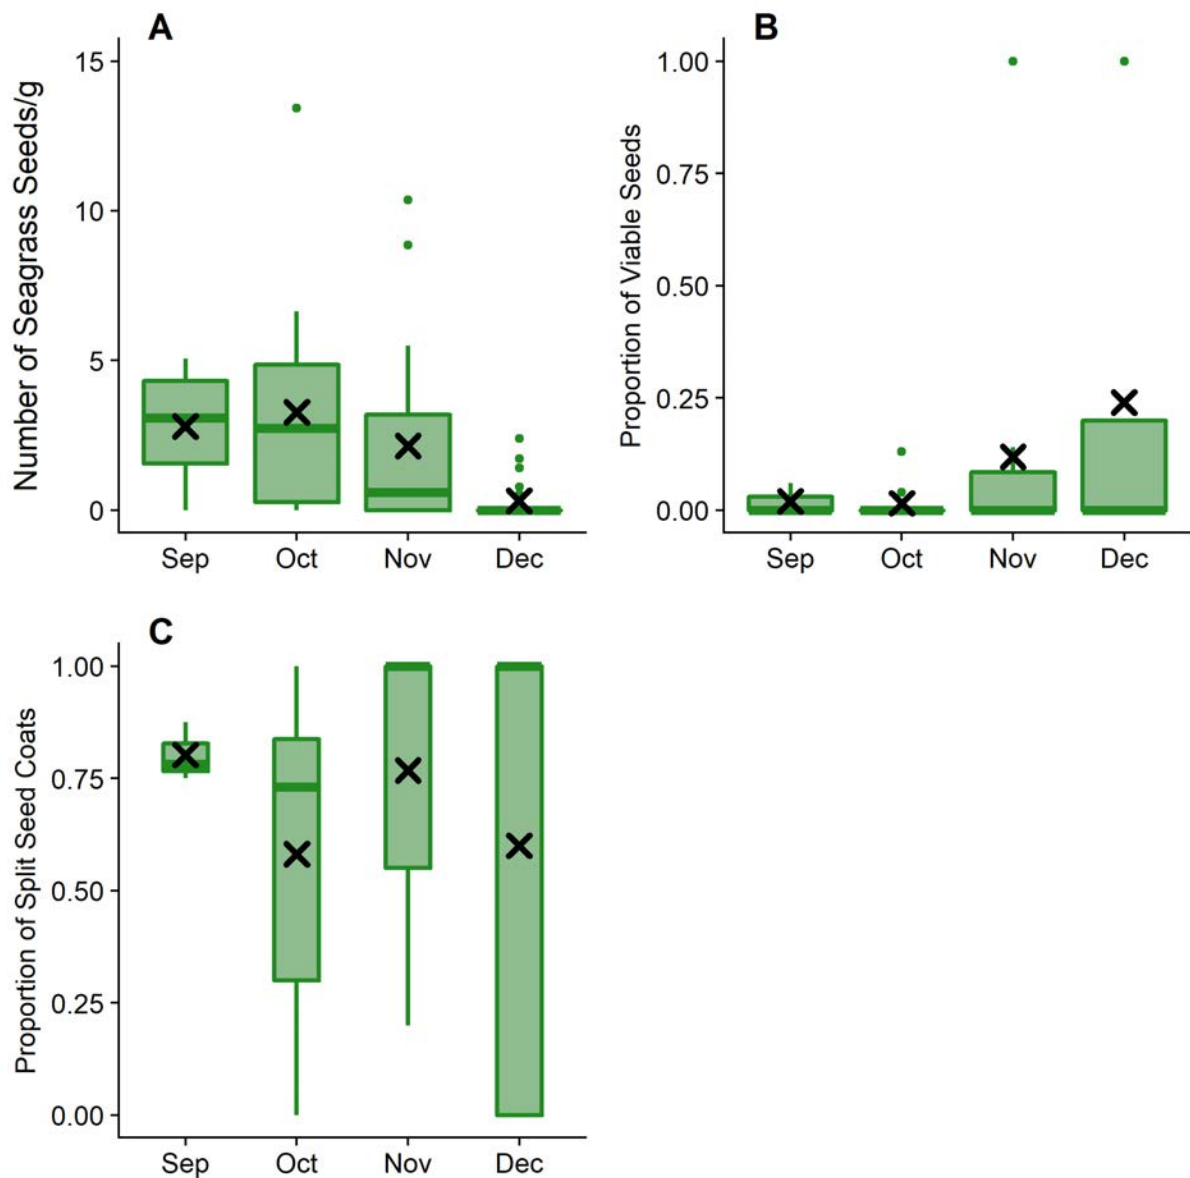 A
Number of Seagrass Seeds/g
15
10
5
0
Sep Oct Nov Dec
B
Proportion of Viable Seeds
1.00
0.75
0.50
0.25
0.00
Sep Oct Nov Dec
C
Proportion of Split Seed Coats
1.00
0.75
0.50
0.25
0.00
Sep Oct Nov Dec